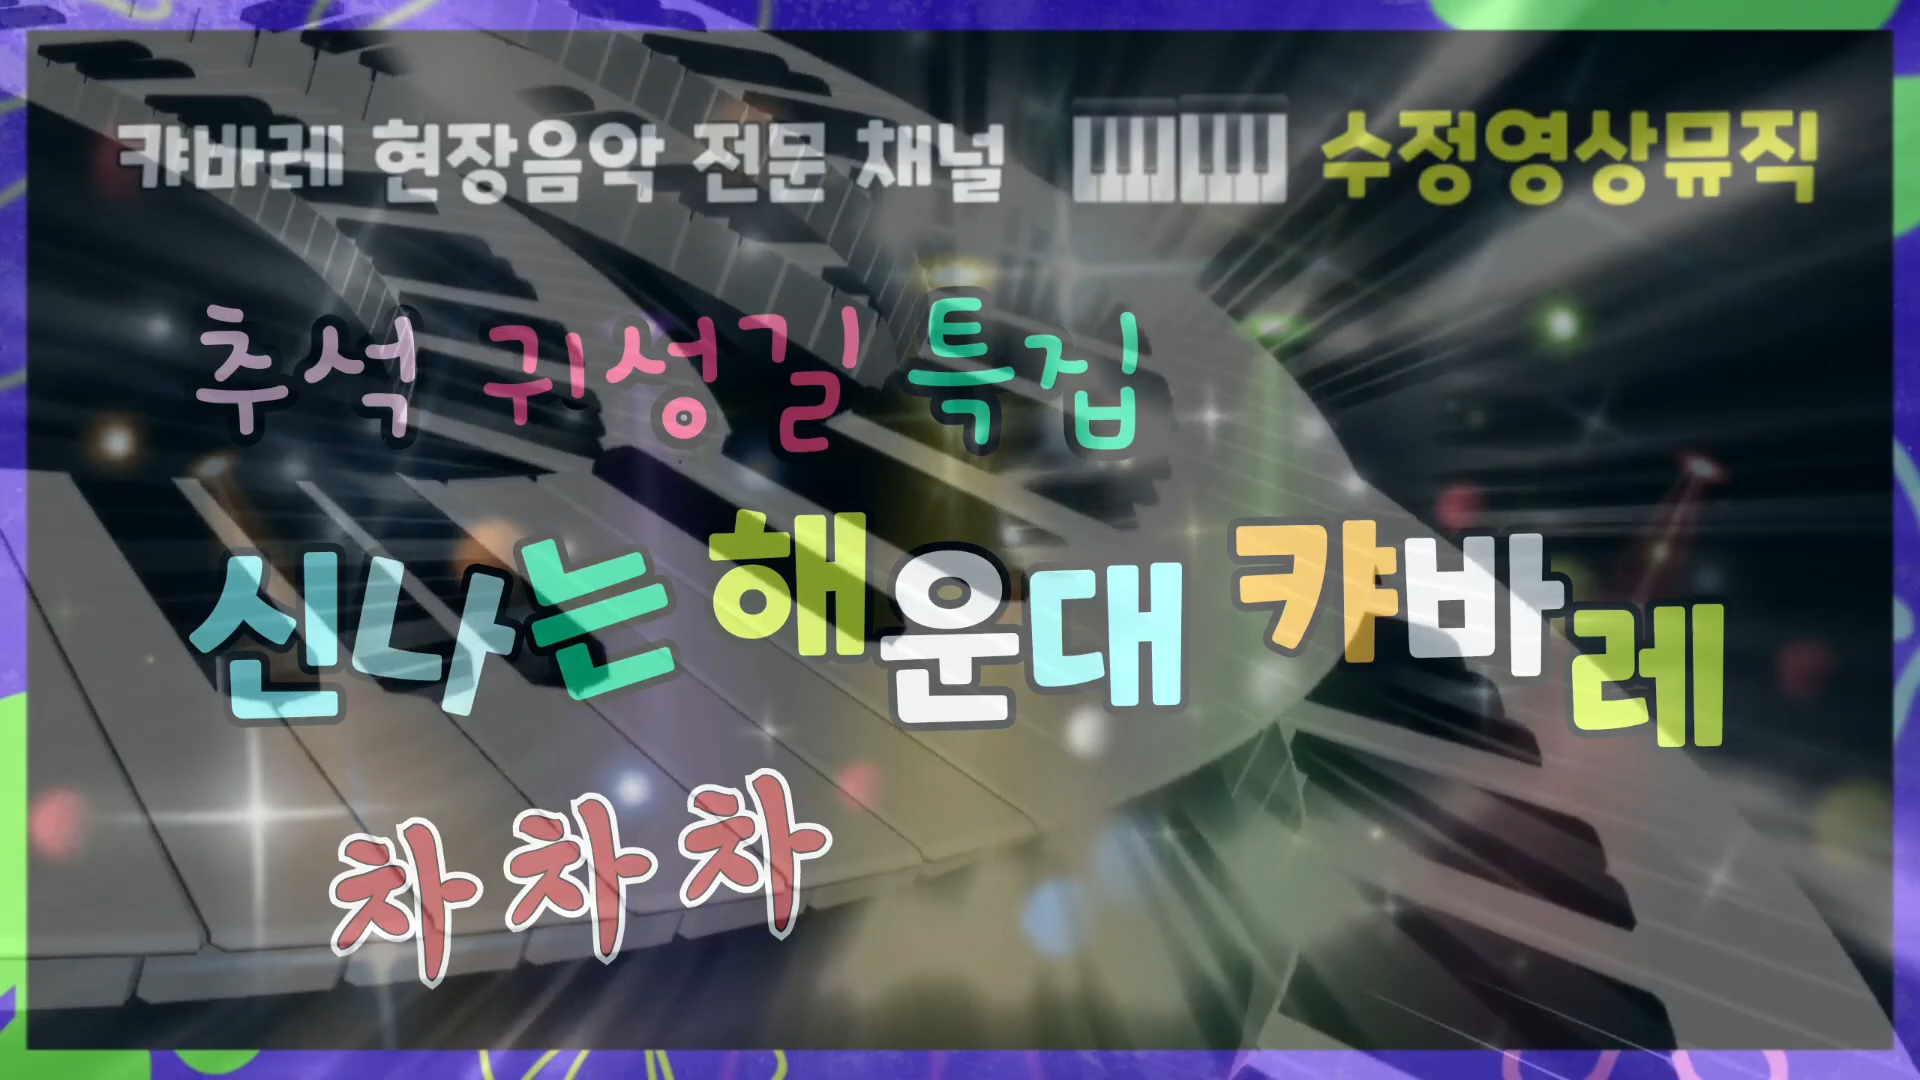 캬바레 현장음악 전문 채널 🎹🎹 수정영상뮤직
추석 귀성길 특집
신나는 해운대 캬바레
차차차